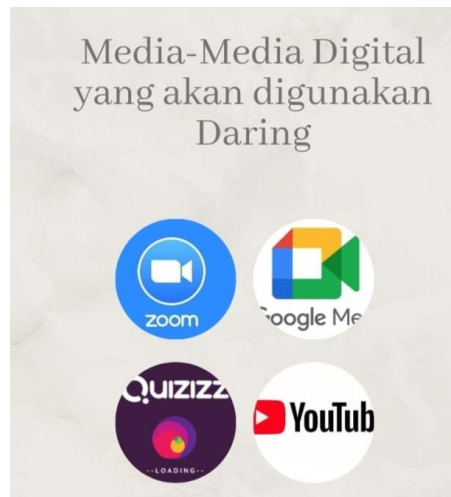 Media-Media Digital
yang akan digunakan
Daring
zoom
Google Me
QUIZIZZ
--LOADING--
YouTub